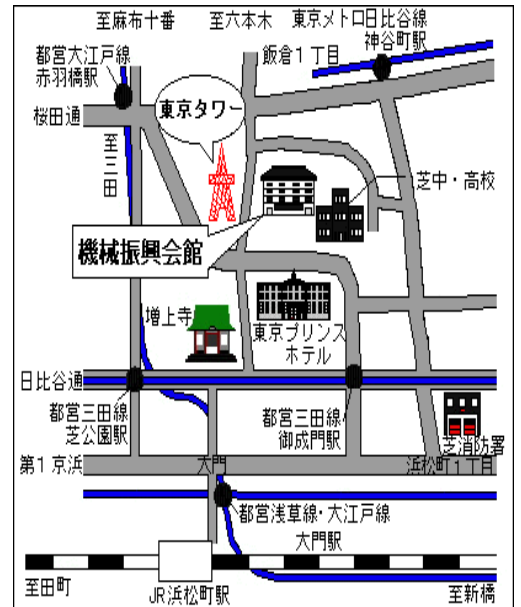 至麻布十番
至六本木
東京メトロ日比谷線
神谷町駅
都営大江戸線
赤羽橋駅
飯倉1丁目
桜田通
東京タワー
至三田
芝中・高校
機械振興会館
増上寺
東京プリンス
ホテル
日比谷通
都営三田線
芝公園駅
都営三田線
御成門駅
芝消防署
第1京浜
大門
浜松町1丁目
都営浅草線・大江戸線
大門駅
至田町
JR浜松町駅
至新橋